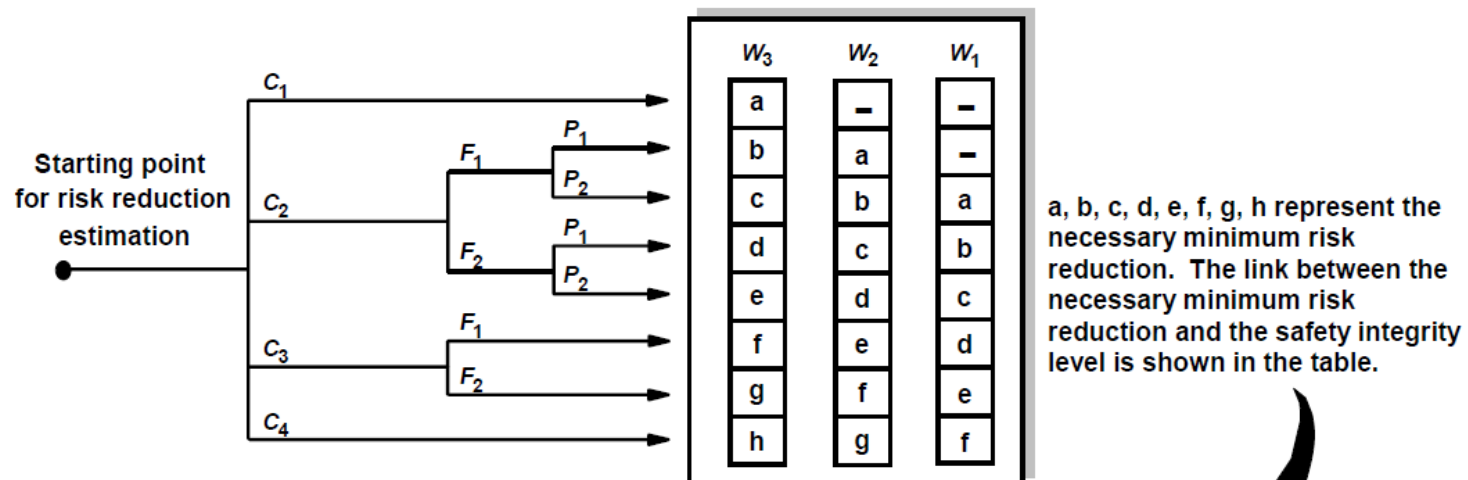 W3 W2 W1
C1
a – –
P1
b a –
F1
Starting point
for risk reduction
estimation
P2
c b a
C2
P1
d c b
F2
P2
e d c
F1
f e d
C3
F2
g f e
C4
h g f
a, b, c, d, e, f, g, h represent the
necessary minimum risk
reduction. The link between the
necessary minimum risk
reduction and the safety integrity
level is shown in the table.